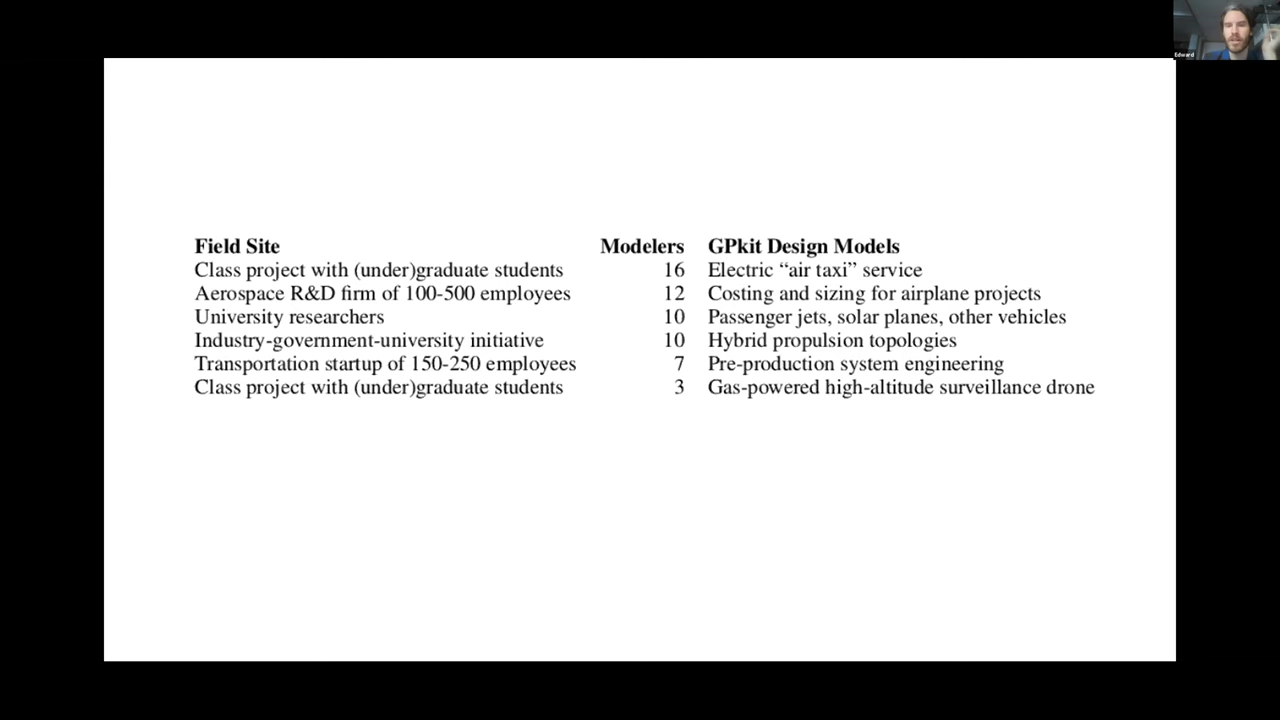 Edward
Field Site Modelers GPkit Design Models
Class project with (under)graduate students 16 Electric “air taxi” service
Aerospace R&D firm of 100-500 employees 12 Costing and sizing for airplane projects
University researchers 10 Passenger jets, solar planes, other vehicles
Industry-government-university initiative 10 Hybrid propulsion topologies
Transportation startup of 150-250 employees 7 Pre-production system engineering
Class project with (under)graduate students 3 Gas-powered high-altitude surveillance drone